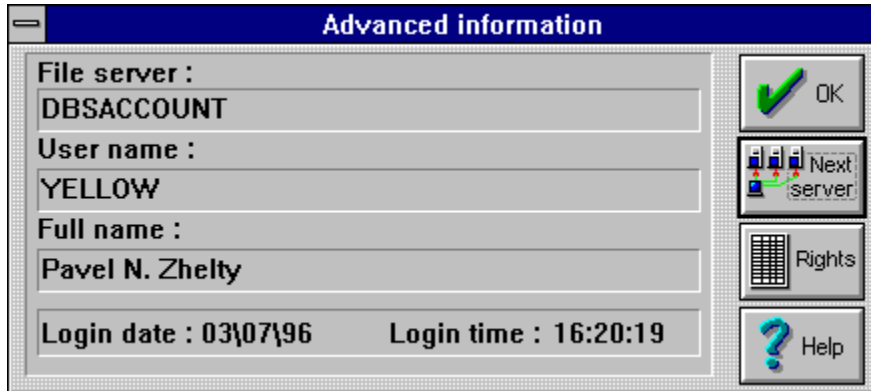 Advanced information
File server :
DBSACCOUNT
OK
User name :
YELLOW
Next
server
Full name :
Pavel N. Zhelty
Rights
Login date : 03\07\96 Login time : 16:20:19
Help